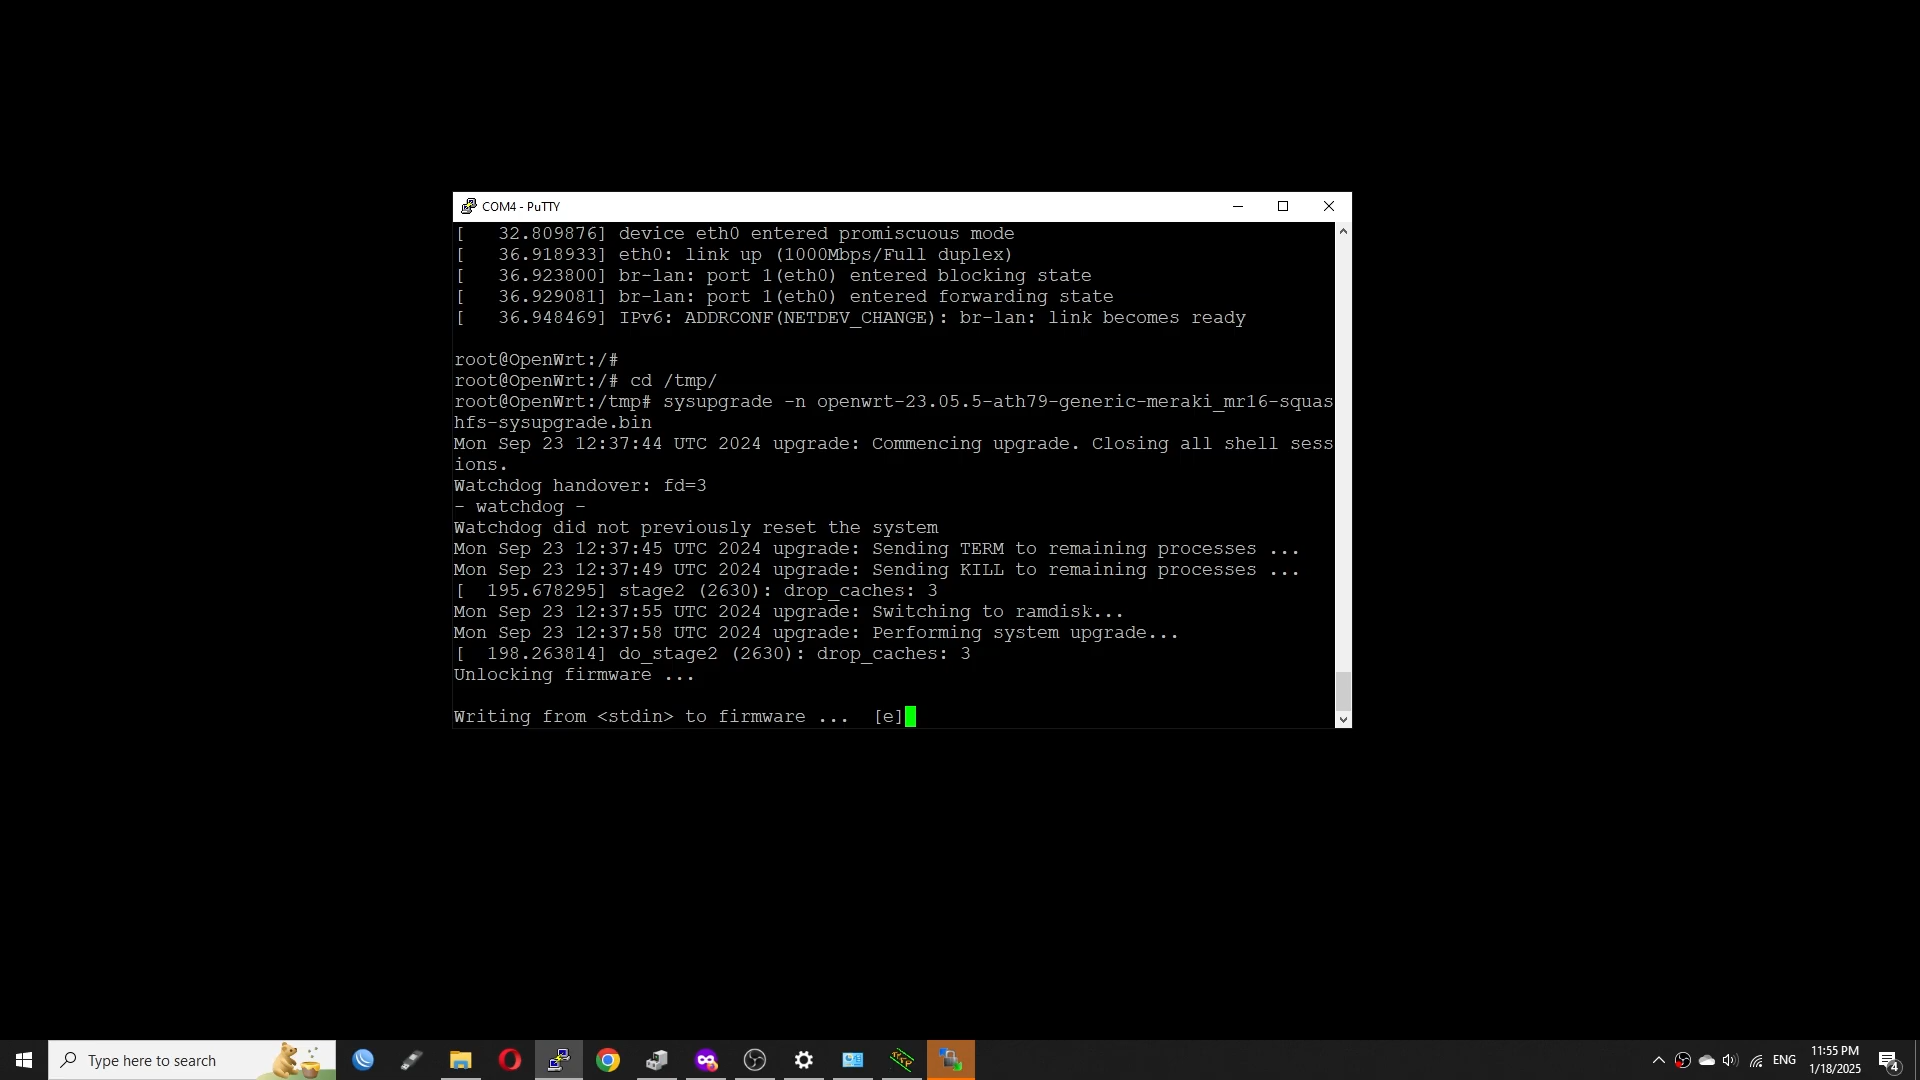 COM4 - PuTTY
[   32.809876] device eth0 entered promiscuous mode
[   36.918933] eth0: link up (1000Mbps/Full duplex)
[   36.923800] br-lan: port 1(eth0) entered blocking state
[   36.929081] br-lan: port 1(eth0) entered forwarding state
[   36.948469] IPv6: ADDRCONF(NETDEV_CHANGE): br-lan: link becomes ready
root@OpenWrt:/#
root@OpenWrt:/# cd /tmp/
root@OpenWrt:/tmp# sysupgrade -n openwrt-23.05.5-ath79-generic-meraki_mr16-squas
hfs-sysupgrade.bin
Mon Sep 23 12:37:44 UTC 2024 upgrade: Commencing upgrade. Closing all shell sess
ions.
Watchdog handover: fd=3
- watchdog -
Watchdog did not previously reset the system
Mon Sep 23 12:37:45 UTC 2024 upgrade: Sending TERM to remaining processes ...
Mon Sep 23 12:37:49 UTC 2024 upgrade: Sending KILL to remaining processes ...
[  195.678295] stage2 (2630): drop_caches: 3
Mon Sep 23 12:37:55 UTC 2024 upgrade: Switching to ramdisk...
Mon Sep 23 12:37:58 UTC 2024 upgrade: Performing system upgrade...
[  198.263814] do_stage2 (2630): drop_caches: 3
Unlocking firmware ...
Writing from <stdin> to firmware ...  [e]
Type here to search
ENG
11:55 PM
1/18/2025
4